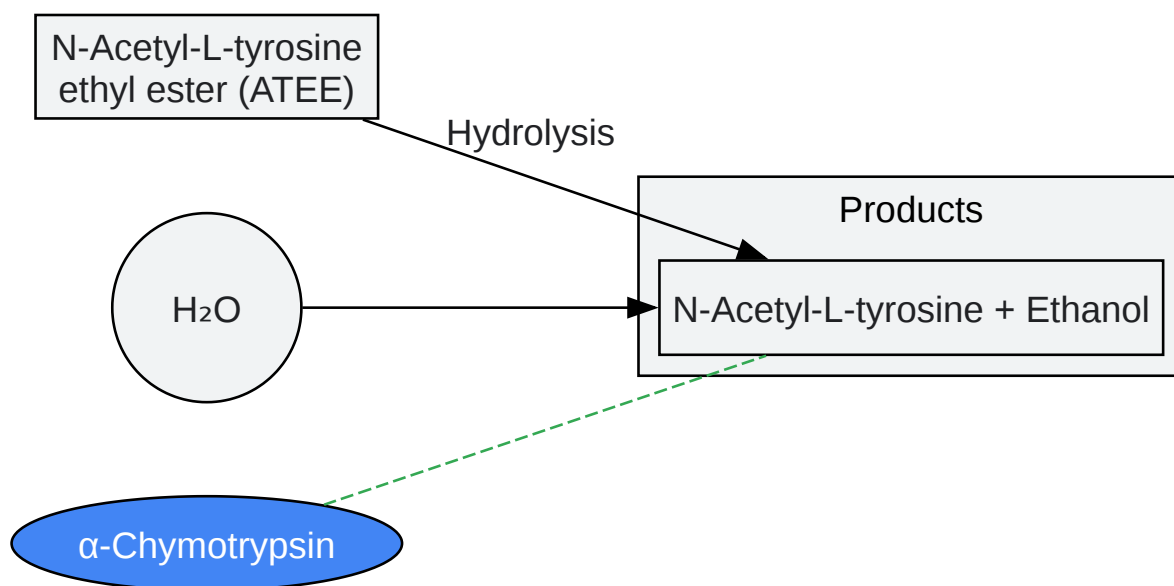 N-Acetyl-L-tyrosine
ethyl ester (ATEE)
Hydrolysis
Products
H₂O
N-Acetyl-L-tyrosine + Ethanol
α-Chymotrypsin